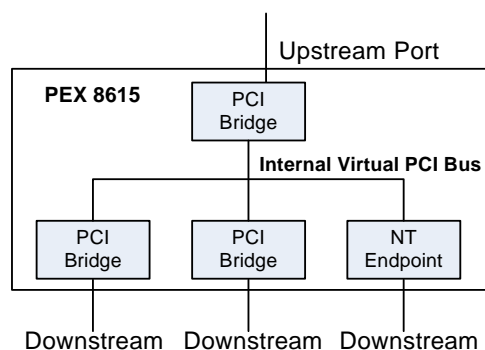 Upstream Port
PEX 8615
PCI
Bridge
Internal Virtual PCI Bus
PCI
Bridge
PCI
Bridge
NT
Endpoint
Downstream Downstream Downstream